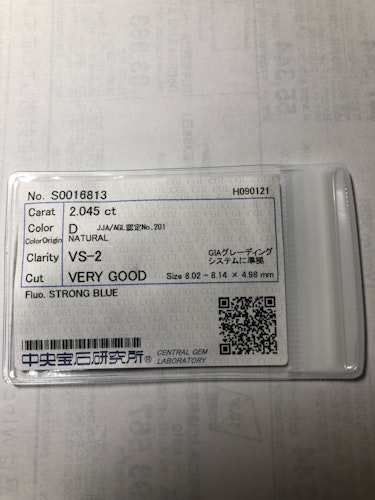 No. S0016813 H090121
Carat 2.045 ct
Color D JJA/AGL認定No.201
ColorOrigin NATURAL
Clarity VS-2 GIAグレーディング
システムに準拠
Cut VERY GOOD Size 8.02 - 8.14 × 4.98 mm
Fluo. STRONG BLUE
中央宝石研究所® CENTRAL GEM
LABORATORY